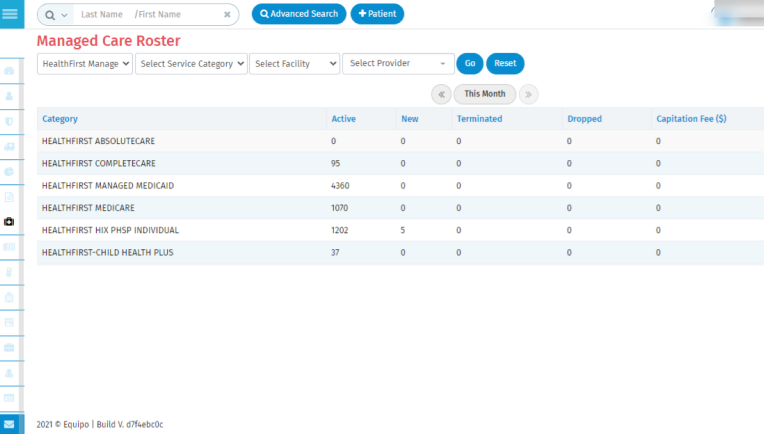 Last Name /First Name
Advanced Search
+ Patient
Managed Care Roster
HealthFirst Manage Select Service Category Select Facility Select Provider Go Reset
« This Month »
Category Active New Terminated Dropped Capitation Fee ($)
HEALTHFIRST ABSOLUTECARE 0 0 0 0 0
HEALTHFIRST COMPLETECARE 95 0 0 0 0
HEALTHFIRST MANAGED MEDICAID 4360 0 0 0 0
HEALTHFIRST MEDICARE 1070 0 0 0 0
HEALTHFIRST HIX PHSP INDIVIDUAL 1202 5 0 0 0
HEALTHFIRST-CHILD HEALTH PLUS 37 0 0 0 0
2021 © Equipo | Build V. d7f4ebc0c